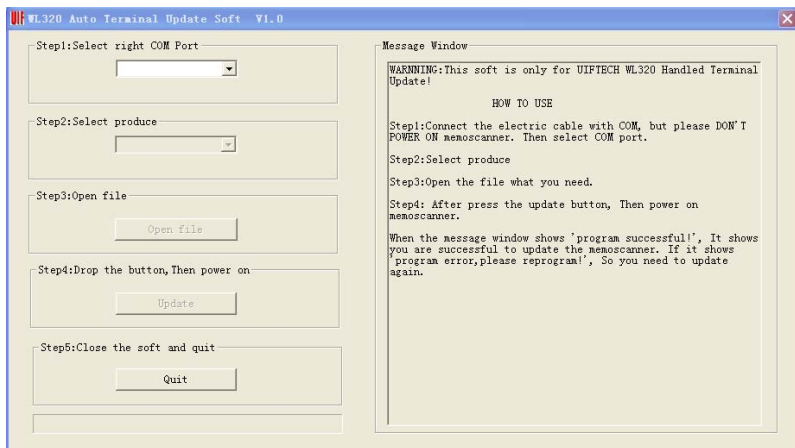 UIF WL320 Auto Terminal Update Soft V1.0
Step1:Select right COM Port
Step2:Select produce
Step3:Open file
Open file
Step4:Drop the button,Then power on
Update
Step5:Close the soft and quit
Quit
Message Window
WARNNING:This soft is only for UIFTECH WL320 Handled Terminal
Update!
HOW TO USE
Step1:Connect the electric cable with COM, but please DON'T
POWER ON memoscanner. Then select COM port.
Step2:Select produce
Step3:Open the file what you need.
Step4: After press the update button, Then power on
memoscanner.
When the message window shows 'program successful!', It shows
you are successful to update the memoscanner. If it shows
'program error,please reprogram!', So you need to update
again.